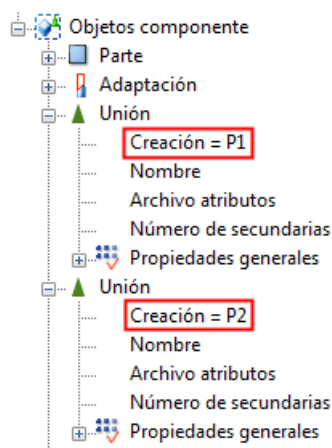 Objetos componente
Parte
Adaptación
Unión
Creación = P1
Nombre
Archivo atributos
Número de secundarias
Propiedades generales
Unión
Creación = P2
Nombre
Archivo atributos
Número de secundarias
Propiedades generales